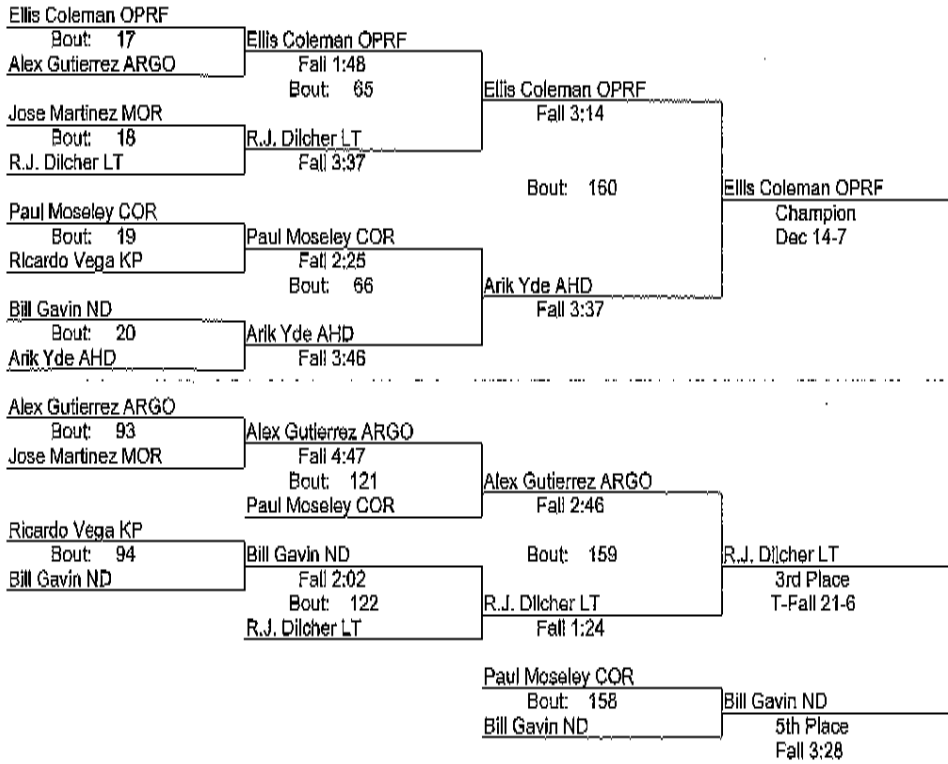 Ellis Coleman OPRF
Bout: 17
Alex Gutierrez ARGO
Ellis Coleman OPRF
Fall 1:48
Bout: 65
Jose Martinez MOR
Bout: 18
R.J. Dilcher LT
R.J. Dilcher LT
Fall 3:37
Ellis Coleman OPRF
Fall 3:14
Bout: 160
Paul Moseley COR
Bout: 19
Ricardo Vega KP
Paul Moseley COR
Fall 2:25
Bout: 66
Bill Gavin ND
Bout: 20
Arik Yde AHD
Arik Yde AHD
Fall 3:46
Arik Yde AHD
Fall 3:37
Ellis Coleman OPRF
Champion
Dec 14-7
Alex Gutierrez ARGO
Bout: 93
Jose Martinez MOR
Alex Gutierrez ARGO
Fall 4:47
Bout: 121
Paul Moseley COR
Alex Gutierrez ARGO
Fall 2:46
Ricardo Vega KP
Bout: 94
Bill Gavin ND
Bill Gavin ND
Fall 2:02
Bout: 122
R.J. Dilcher LT
Bout: 159
R.J. Dilcher LT
Fall 1:24
R.J. Dilcher LT
3rd Place
T-Fall 21-6
Paul Moseley COR
Bout: 158
Bill Gavin ND
Bill Gavin ND
5th Place
Fall 3:28